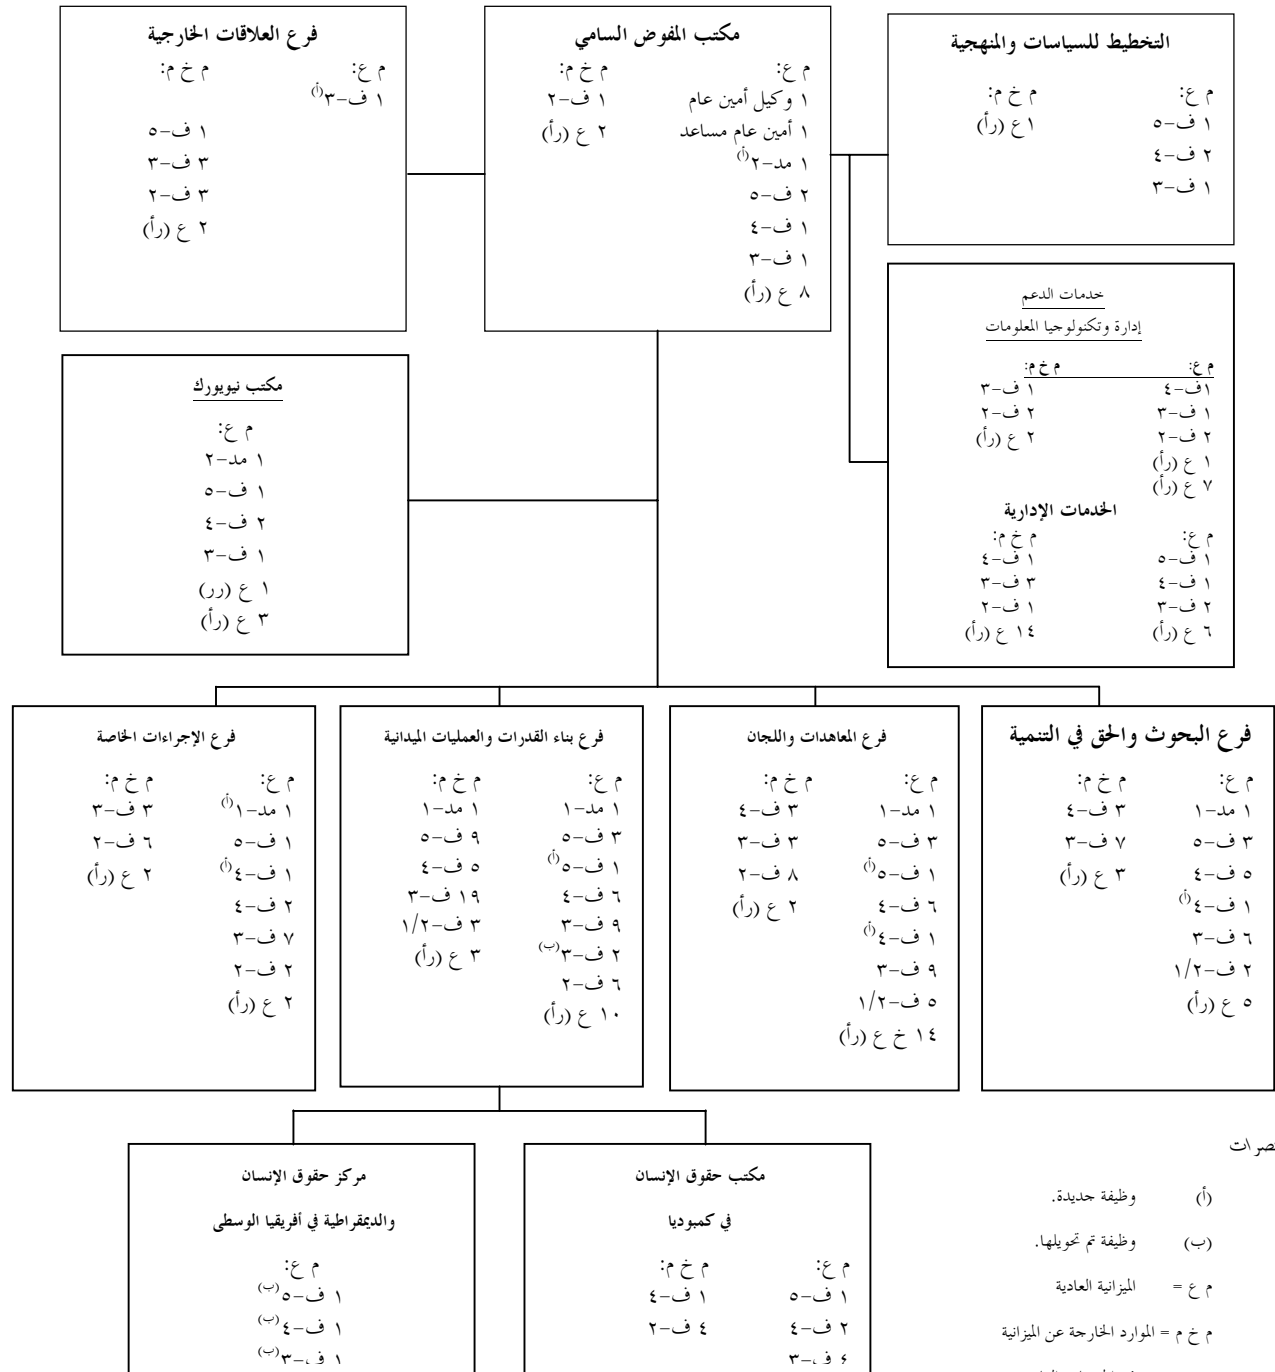 التخطيط للسياسات والمنهجية
م ع: م خ م:
١ ف-٥ ١ع (رأ)
٢ ف-٤
١ ف-٣
مكتب المفوض السامي
م ع: م خ م:
١ وكيل أمين عام ١ ف-٢
١ أمين عام مساعد ٢ ع (رأ)
١ مد-٢(أ)
٢ ف-٥
١ ف-٤
١ ف-٣
٨ ع (رأ)
فرع العلاقات الخارجية
م ع: م خ م:
١ ف-٣(أ)
١ ف-٥
٣ ف-٣
٣ ف-٢
٢ ع (رأ)
خدمات الدعم
إدارة وتكنولوجيا المعلومات
م ع: م خ م:
١ف-٤ ١ ف-٣
١ ف-٣ ٢ ف-٢
٢ ف-٢ ٢ ع (رأ)
١ ع (رأ)
٧ ع (رأ)
الخدمات الإدارية
م ع: م خ م:
١ ف-٥ ١ ف-٤
١ ف-٤ ٣ ف-٣
٢ ف-٣ ١ ف-٢
٦ ع (رأ) ١٤ ع (رأ)
مكتب نيويورك
م ع:
١ مد-٢
١ ف-٥
٢ ف-٤
١ ف-٣
١ ع (رر)
٣ ع (رأ)
فرع البحوث والحق في التنمية
م ع: م خ م:
١ مد-١ ٣ ف-٤
٣ ف-٥ ٧ ف-٣
٥ ف-٤ ٣ ع (رأ)
١ ف-٤(أ)
٦ ف-٣
٢ ف-١/٢
٥ ع (رأ)
فرع المعاهدات واللجان
م ع: م خ م:
١ مد-١ ٣ ف-٤
٣ ف-٥ ٣ ف-٣
١ ف-٥(أ) ٨ ف-٢
٦ ف-٤ ٢ ع (رأ)
١ ف-٤(أ)
٩ ف-٣
٥ ف-١/٢
١٤ خ ع (رأ)
فرع بناء القدرات والعمليات الميدانية
م ع: م خ م:
١ مد-١ ١ مد-١
٣ ف-٥ ٩ ف-٥
١ ف-٥(أ) ٥ ف-٤
٦ ف-٤ ١٩ ف-٣
٩ ف-٣ ٣ ف-١/٢
٢ ف-٣(ب) ٣ ع (رأ)
٦ ف-٢
١٠ ع (رأ)
فرع الإجراءات الخاصة
م ع: م خ م:
١ مد-١(أ) ٣ ف-٣
١ ف-٥ ٦ ف-٢
١ ف-٤(أ) ٢ ع (رأ)
٢ ف-٤
٧ ف-٣
٢ ف-٢
٢ ع (رأ)
مكتب حقوق الإنسان
في كمبوديا
م ع: م خ م:
١ ف-٥ ١ ف-٤
٢ ف-٤ ٤ ف-٢
٤ ف-٣
مركز حقوق الإنسان
والديمقراطية في أفريقيا الوسطى
م ع:
١ ف-٥(ب)
١ ف-٤(ب)
١ ف-٣(ب)
(أ) وظيفة جديدة.
(ب) وظيفة تم تحويلها.
م ع = الميزانية العادية
م خ م = الموارد الخارجة عن الميزانية